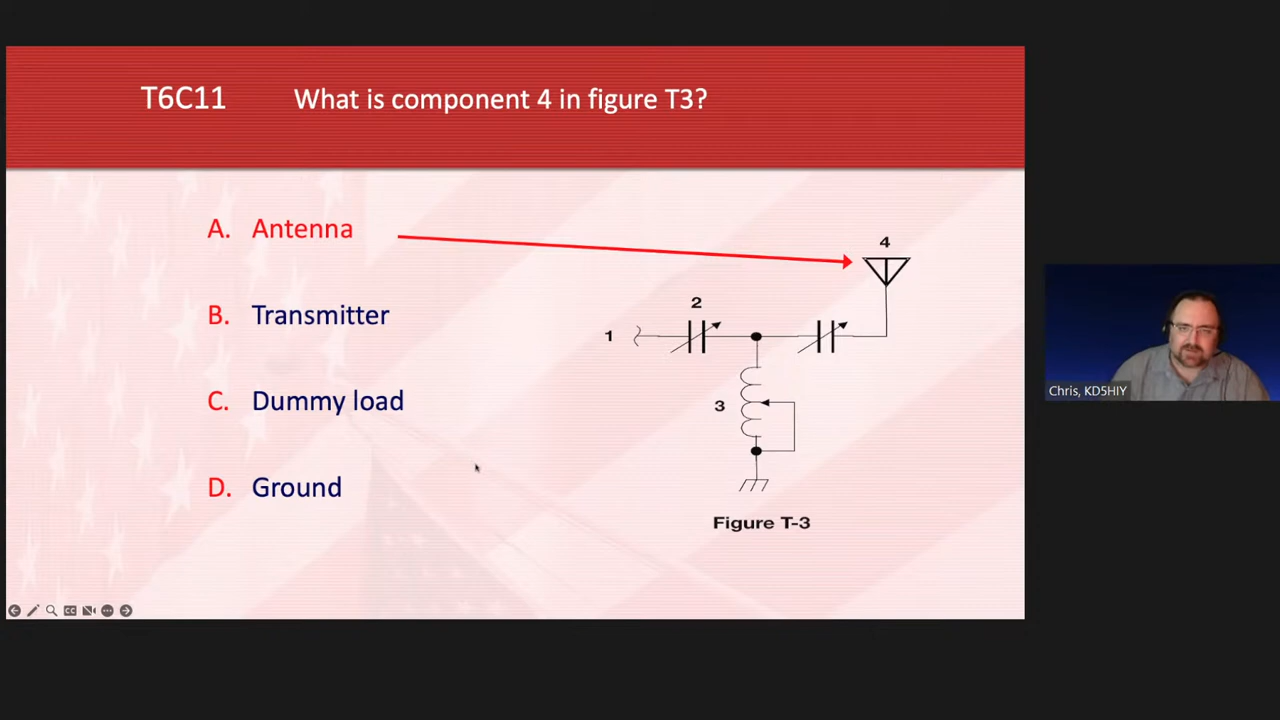 T6C11 What is component 4 in figure T3?
A. Antenna
B. Transmitter
C. Dummy load
D. Ground
4
2
1
3
Figure T-3
Chris, KD5HIY
CC